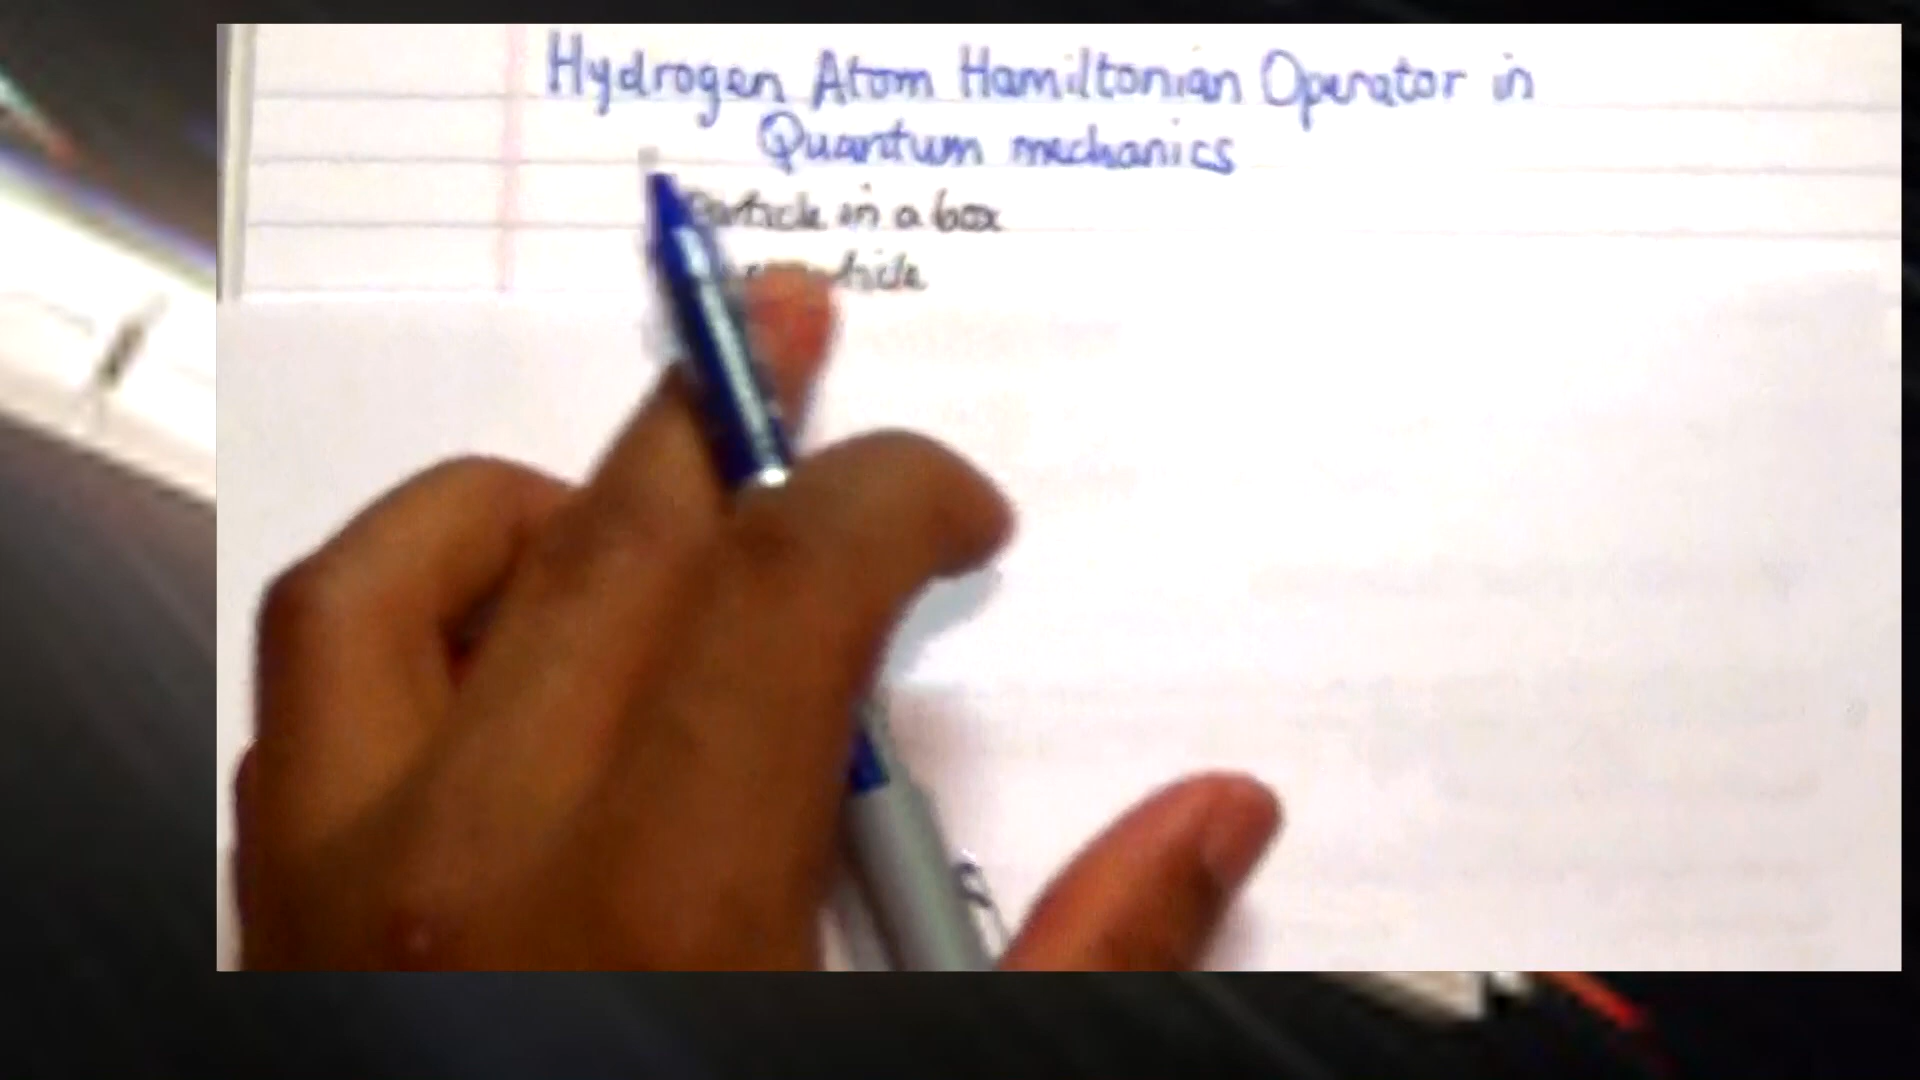 Hydrogen Atom Hamiltonian Operator in
Quantum mechanics
Particle in a box